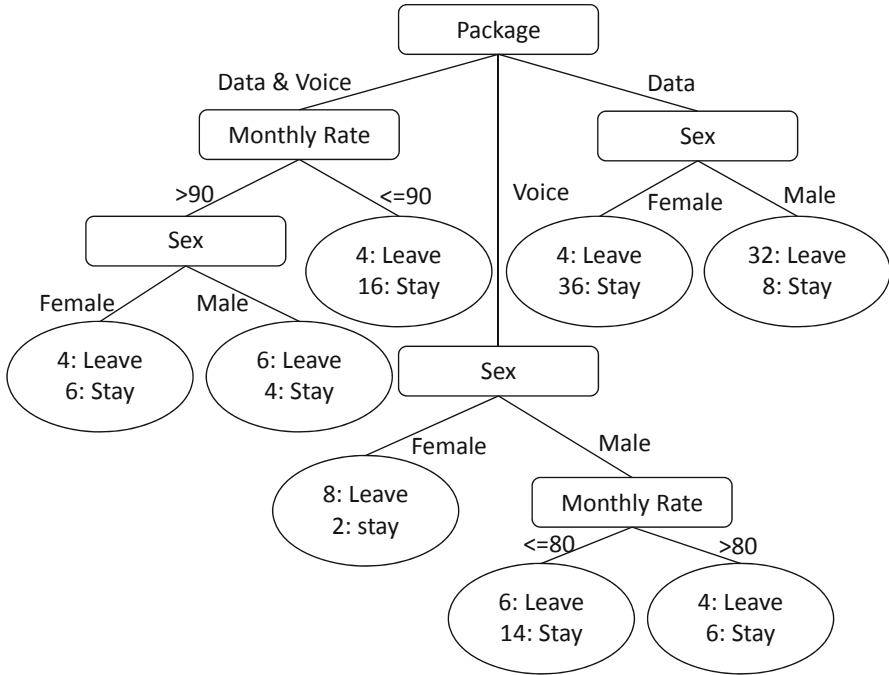 Package
Data & Voice
Data
Monthly Rate
Sex
>90
<=90
Voice
Female
Male
Sex
4: Leave
16: Stay
4: Leave
36: Stay
32: Leave
8: Stay
Female
Male
4: Leave
6: Stay
6: Leave
4: Stay
Sex
Female
Male
8: Leave
2: stay
Monthly Rate
<=80
>80
6: Leave
14: Stay
4: Leave
6: Stay